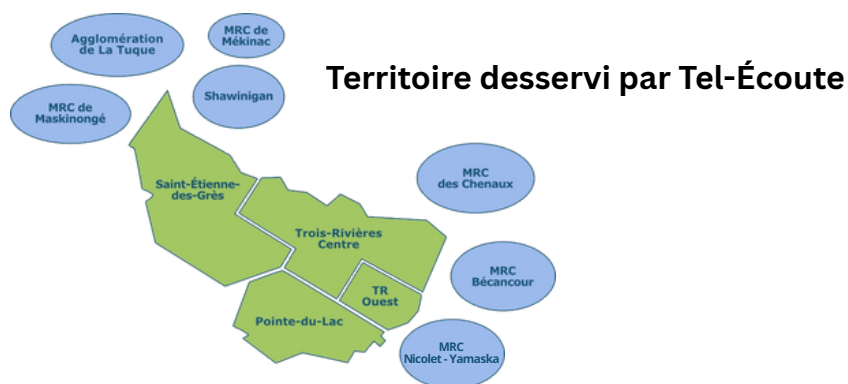 Agglomération
de La Tuque
MRC de
Mékinac
Territoire desservi par Tel-Écoute
MRC de
Maskinongé
Shawinigan
Saint-Étienne-
des-Grès
MRC
des Chenaux
Trois-Rivières
Centre
MRC
Bécancour
TR
Ouest
Pointe-du-Lac
MRC
Nicolet - Yamaska